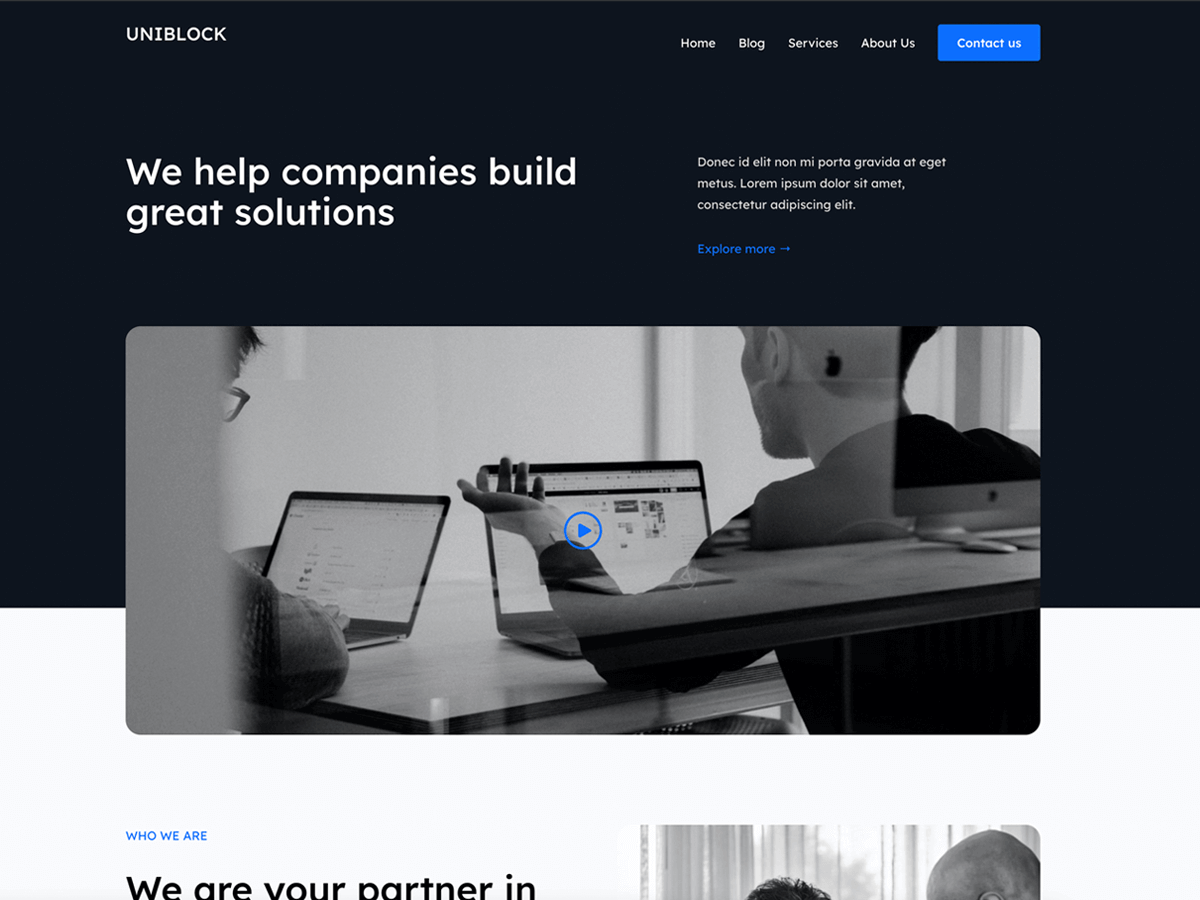 UNIBLOCK
Home Blog Services About Us Contact us
We help companies build
great solutions
Donec id elit non mi porta gravida at eget
metus. Lorem ipsum dolor sit amet,
consectetur adipiscing elit.
Explore more →
WHO WE ARE
We are your partner in